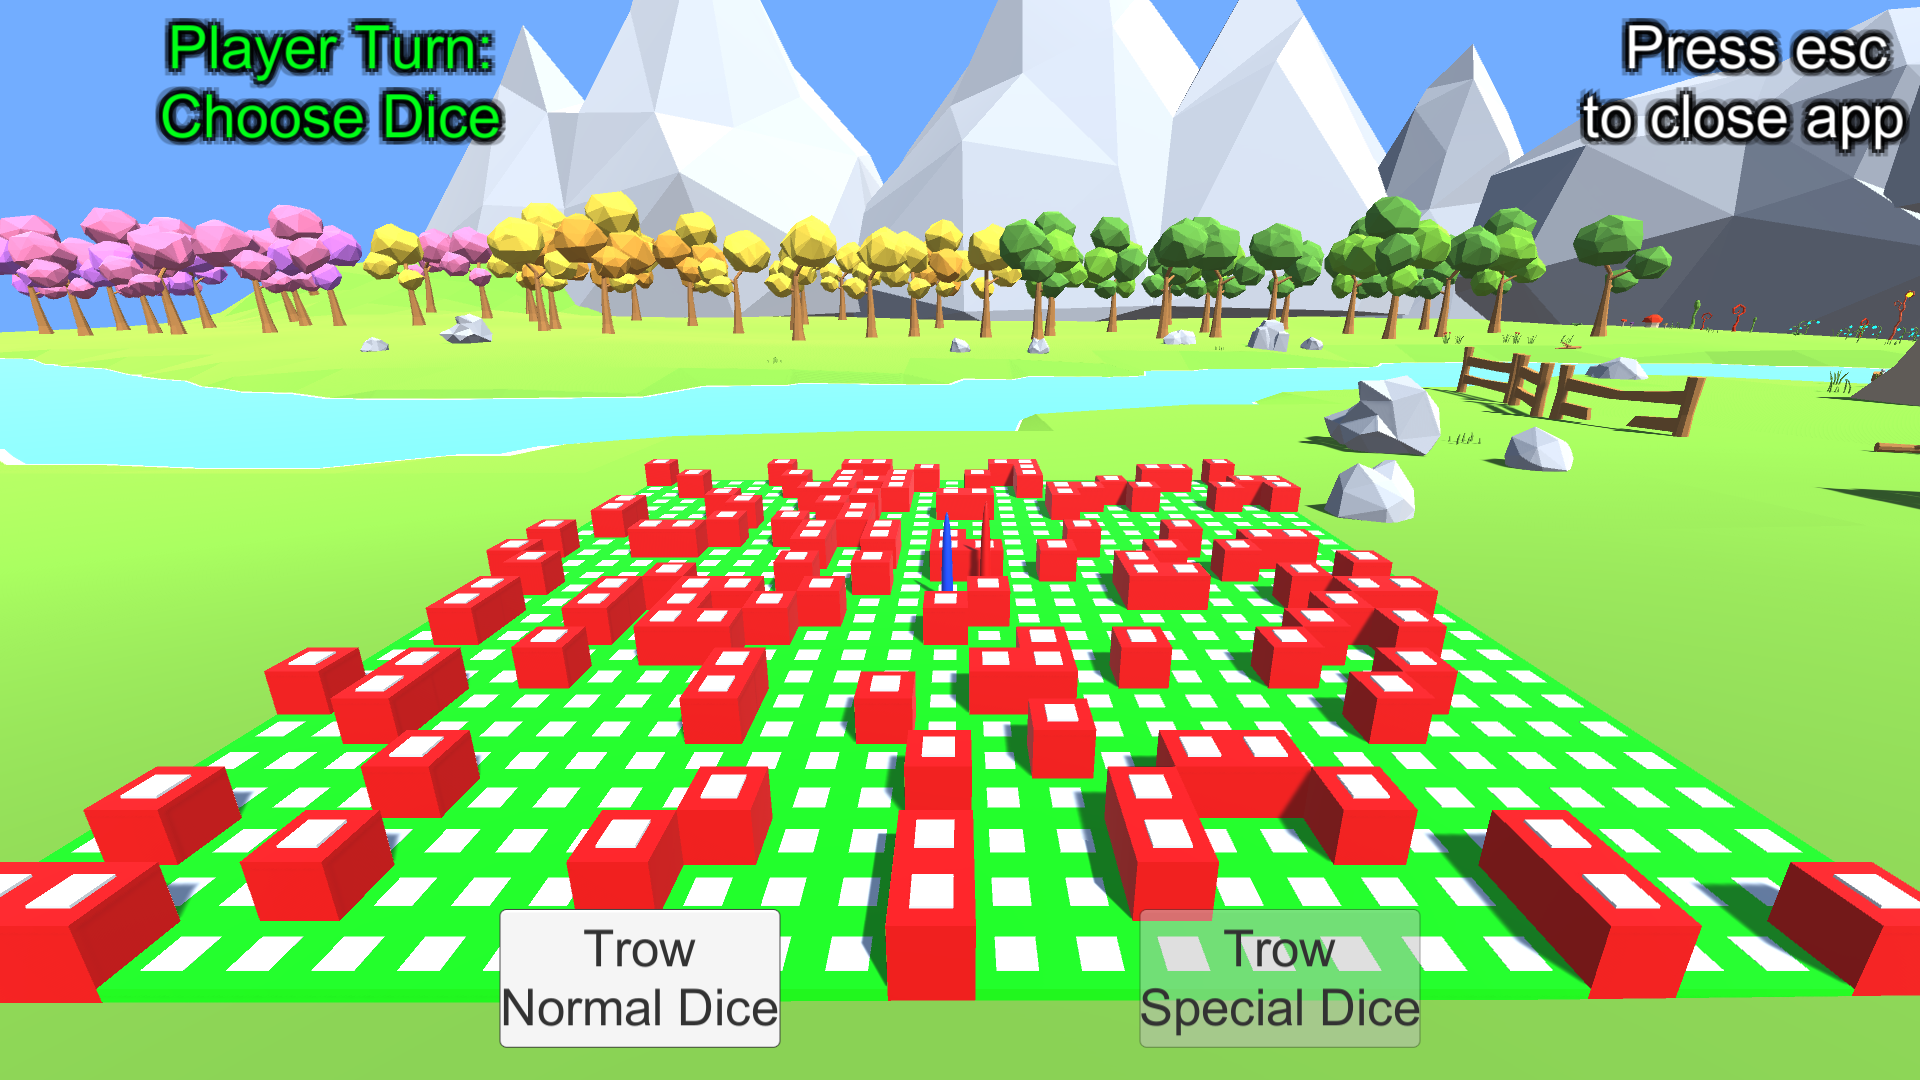 Player Turn:
Choose Dice
Press esc
to close app
Trow
Normal Dice
Trow
Special Dice